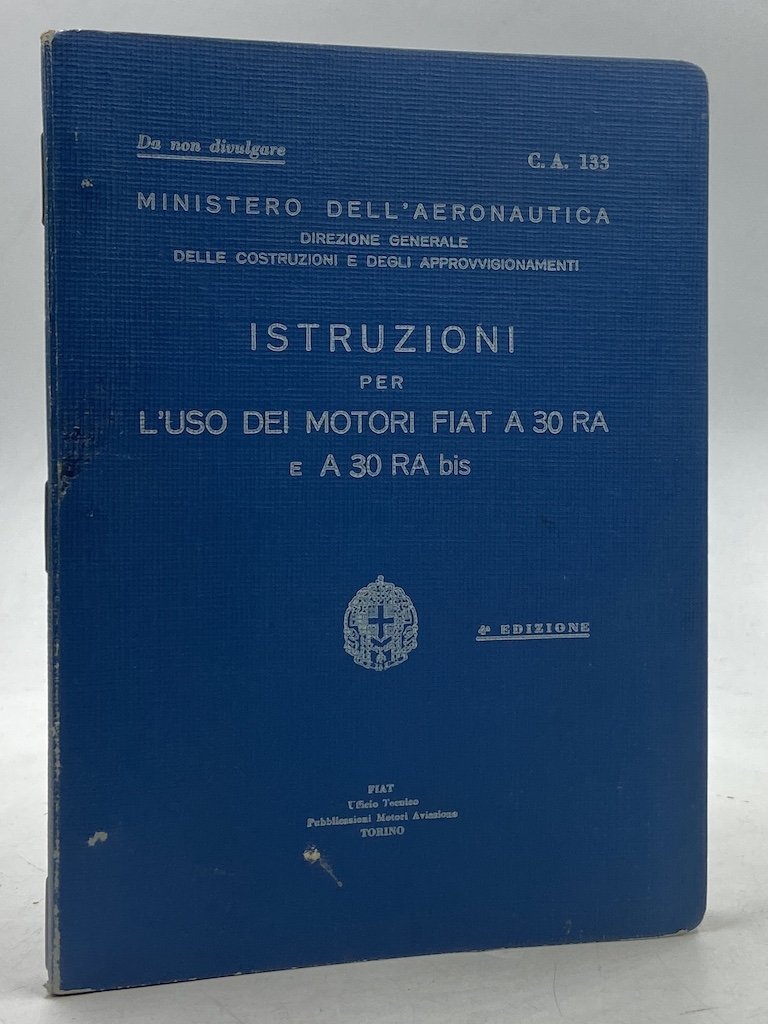 Da non divulgare
C. A. 133
MINISTERO DELL'AERONAUTICA
DIREZIONE GENERALE
DELLE COSTRUZIONI E DEGLI APPROVVIGIONAMENTI
ISTRUZIONI
PER
L'USO DEI MOTORI FIAT A 30 RA
E A 30 RA bis
4ª EDIZIONE
FIAT
Ufficio Tecnico
Pubblicazioni Motori Aviazione
TORINO